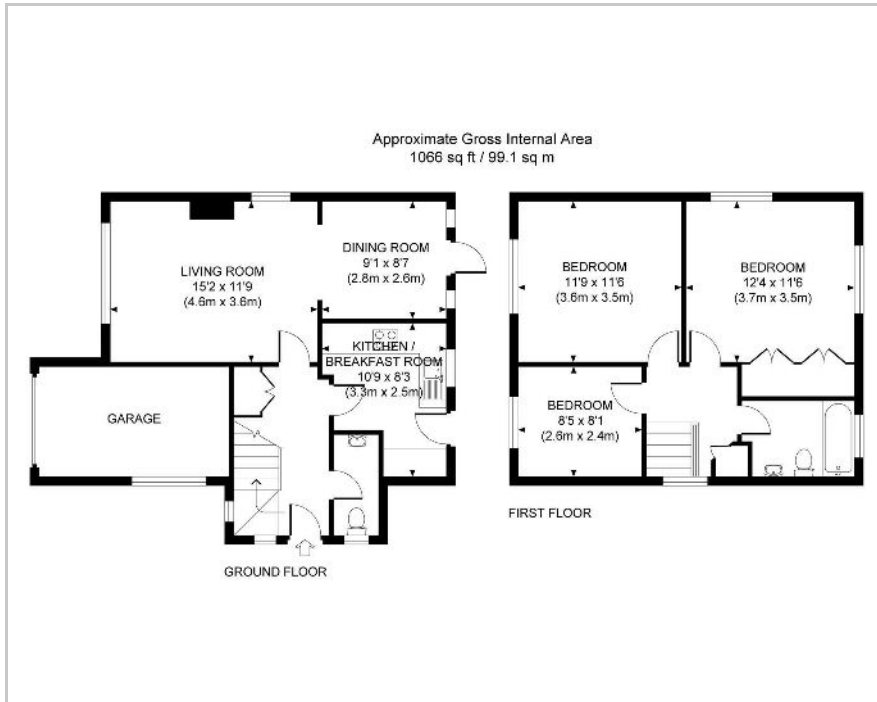 Approximate Gross Internal Area
1066 sq ft / 99.1 sq m
LIVING ROOM
15'2 x 11'9
(4.6m x 3.6m)
DINING ROOM
9'1 x 8'7
(2.8m x 2.6m)
KITCHEN /
BREAKFAST ROOM
10'9 x 8'3
(3.3m x 2.5m)
GARAGE
GROUND FLOOR
BEDROOM
11'9 x 11'6
(3.6m x 3.5m)
BEDROOM
12'4 x 11'6
(3.7m x 3.5m)
BEDROOM
8'5 x 8'1
(2.6m x 2.4m)
FIRST FLOOR